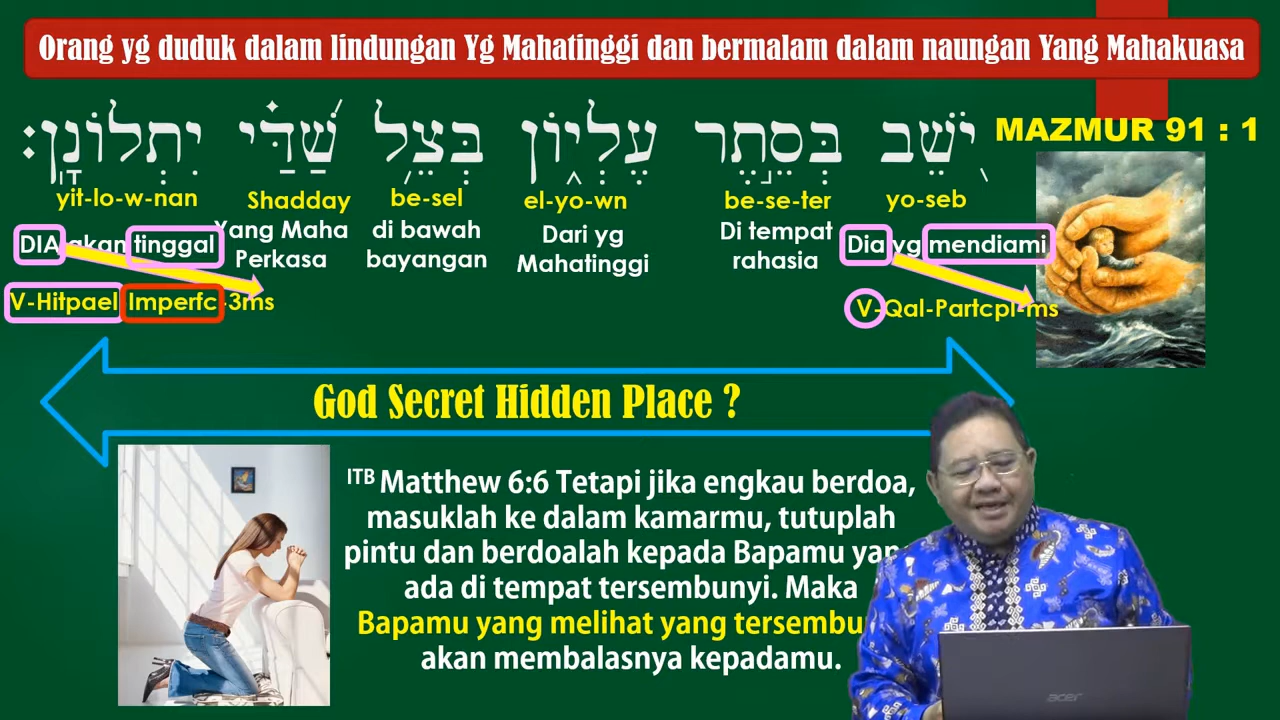 Orang yg duduk dalam lindungan Yg Mahatinggi dan bermalam dalam naungan Yang Mahakuasa
MAZMUR 91 : 1
יֹ֭שֵׁב בְּסֵ֣תֶר עֶלְי֑וֹן בְּצֵ֥ל שַׁ֝דַּ֗י יִתְלוֹנָֽן׃
yo-seb be-se-ter el-yo-wn be-sel Shadday yit-lo-w-nan
Dia yg mendiami
Di tempat
rahasia
Dari yg
Mahatinggi
di bawah
bayangan
Yang Maha
Perkasa
DIA akan tinggal
V-Qal-Partcpl-ms
V-Hitpael Imperfc-3ms
God Secret Hidden Place ?
ITB Matthew 6:6 Tetapi jika engkau berdoa,
masuklah ke dalam kamarmu, tutuplah
pintu dan berdoalah kepada Bapamu
ada di tempat tersembunyi. Maka
Bapamu yang melihat yang
akan membalasnya kepadamu.
acer